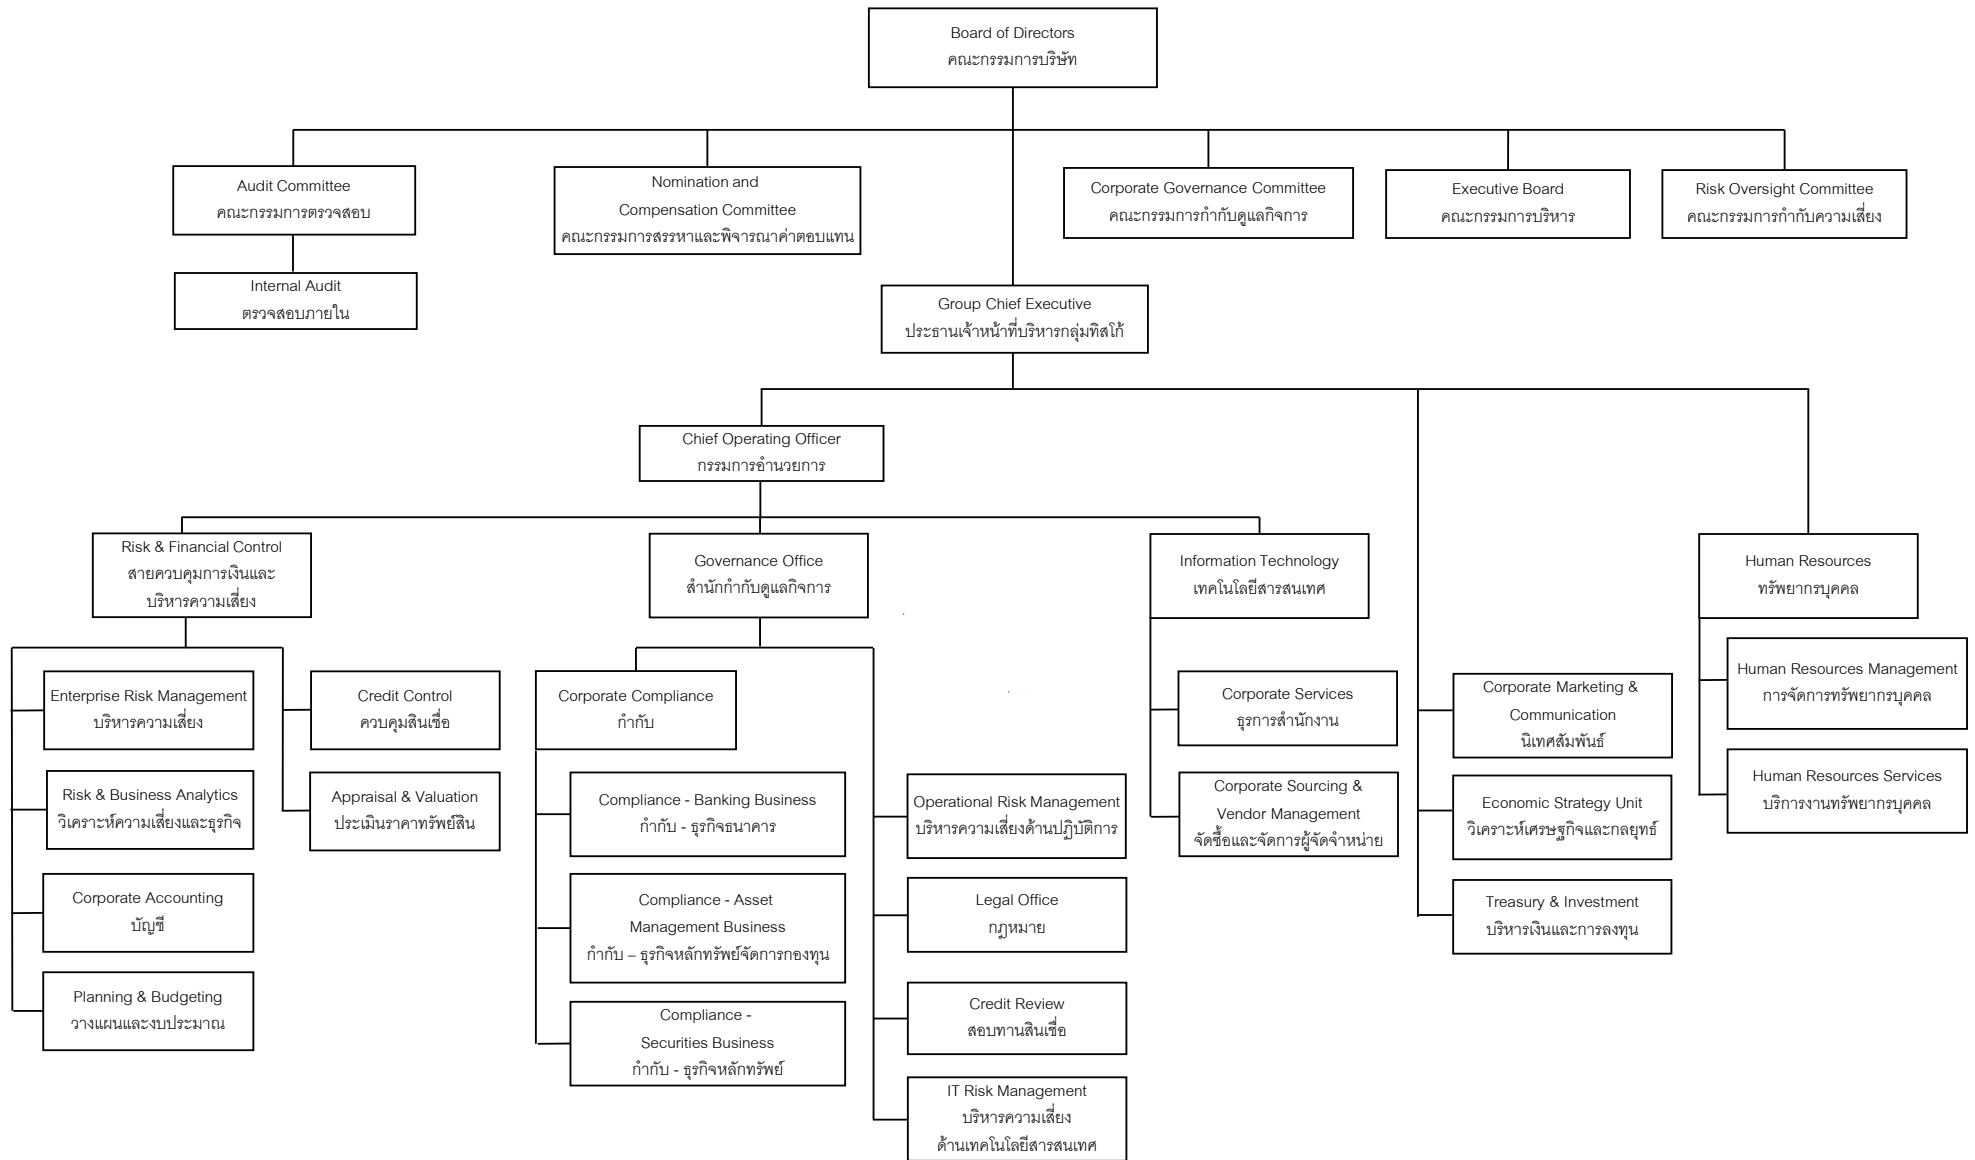 Board of Directors
คณะกรรมการบริษัท
Audit Committee
คณะกรรมการตรวจสอบ
Nomination and
Compensation Committee
คณะกรรมการสรรหาและพิจารณาค่าตอบแทน
Corporate Governance Committee
คณะกรรมการกำกับดูแลกิจการ
Executive Board
คณะกรรมการบริหาร
Risk Oversight Committee
คณะกรรมการกำกับความเสี่ยง
Internal Audit
ตรวจสอบภายใน
Group Chief Executive
ประธานเจ้าหน้าที่บริหารกลุ่มทิสโก้
Chief Operating Officer
กรรมการอำนวยการ
Risk & Financial Control
สายควบคุมการเงินและ
บริหารความเสี่ยง
Governance Office
สำนักกำกับดูแลกิจการ
Information Technology
เทคโนโลยีสารสนเทศ
Human Resources
ทรัพยากรบุคคล
Enterprise Risk Management
บริหารความเสี่ยง
Risk & Business Analytics
วิเคราะห์ความเสี่ยงและธุรกิจ
Corporate Accounting
บัญชี
Planning & Budgeting
วางแผนและงบประมาณ
Credit Control
ควบคุมสินเชื่อ
Appraisal & Valuation
ประเมินราคาทรัพย์สิน
Corporate Compliance
กำกับ
Compliance - Banking Business
กำกับ - ธุรกิจธนาคาร
Compliance - Asset
Management Business
กำกับ – ธุรกิจหลักทรัพย์จัดการกองทุน
Compliance -
Securities Business
กำกับ - ธุรกิจหลักทรัพย์
Operational Risk Management
บริหารความเสี่ยงด้านปฏิบัติการ
Legal Office
กฎหมาย
Credit Review
สอบทานสินเชื่อ
IT Risk Management
บริหารความเสี่ยง
ด้านเทคโนโลยีสารสนเทศ
Corporate Services
ธุรการสำนักงาน
Corporate Sourcing &
Vendor Management
จัดซื้อและจัดการผู้จัดจำหน่าย
Corporate Marketing &
Communication
นิเทศสัมพันธ์
Economic Strategy Unit
วิเคราะห์เศรษฐกิจและกลยุทธ์
Treasury & Investment
บริหารเงินและการลงทุน
Human Resources Management
การจัดการทรัพยากรบุคคล
Human Resources Services
บริการงานทรัพยากรบุคคล